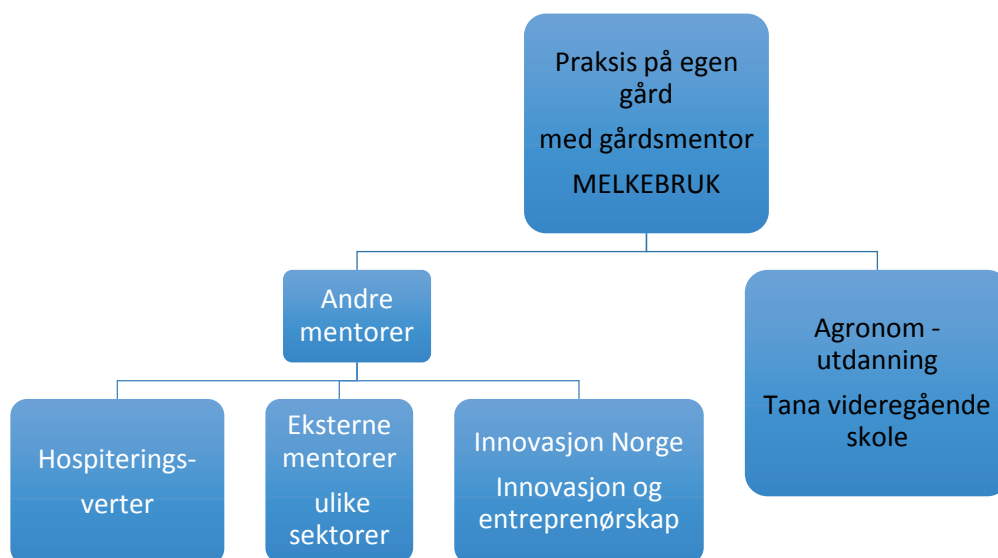 Praksis på egen
gård
med gårdsmentor
MELKEBRUK
Andre
mentorer
Agronom -
utdanning
Tana videregående
skole
Hospiterings-
verter
Eksterne
mentorer
ulike
sektorer
Innovasjon Norge
Innovasjon og
entreprenørskap